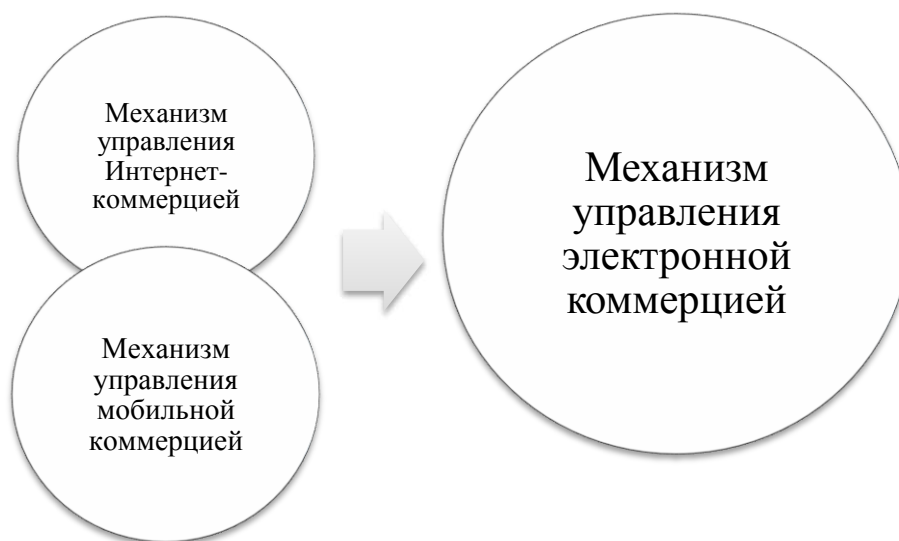 Механизм
управления
Интернет-
коммерцией
Механизм
управления
мобильной
коммерцией
Механизм
управления
электронной
коммерцией